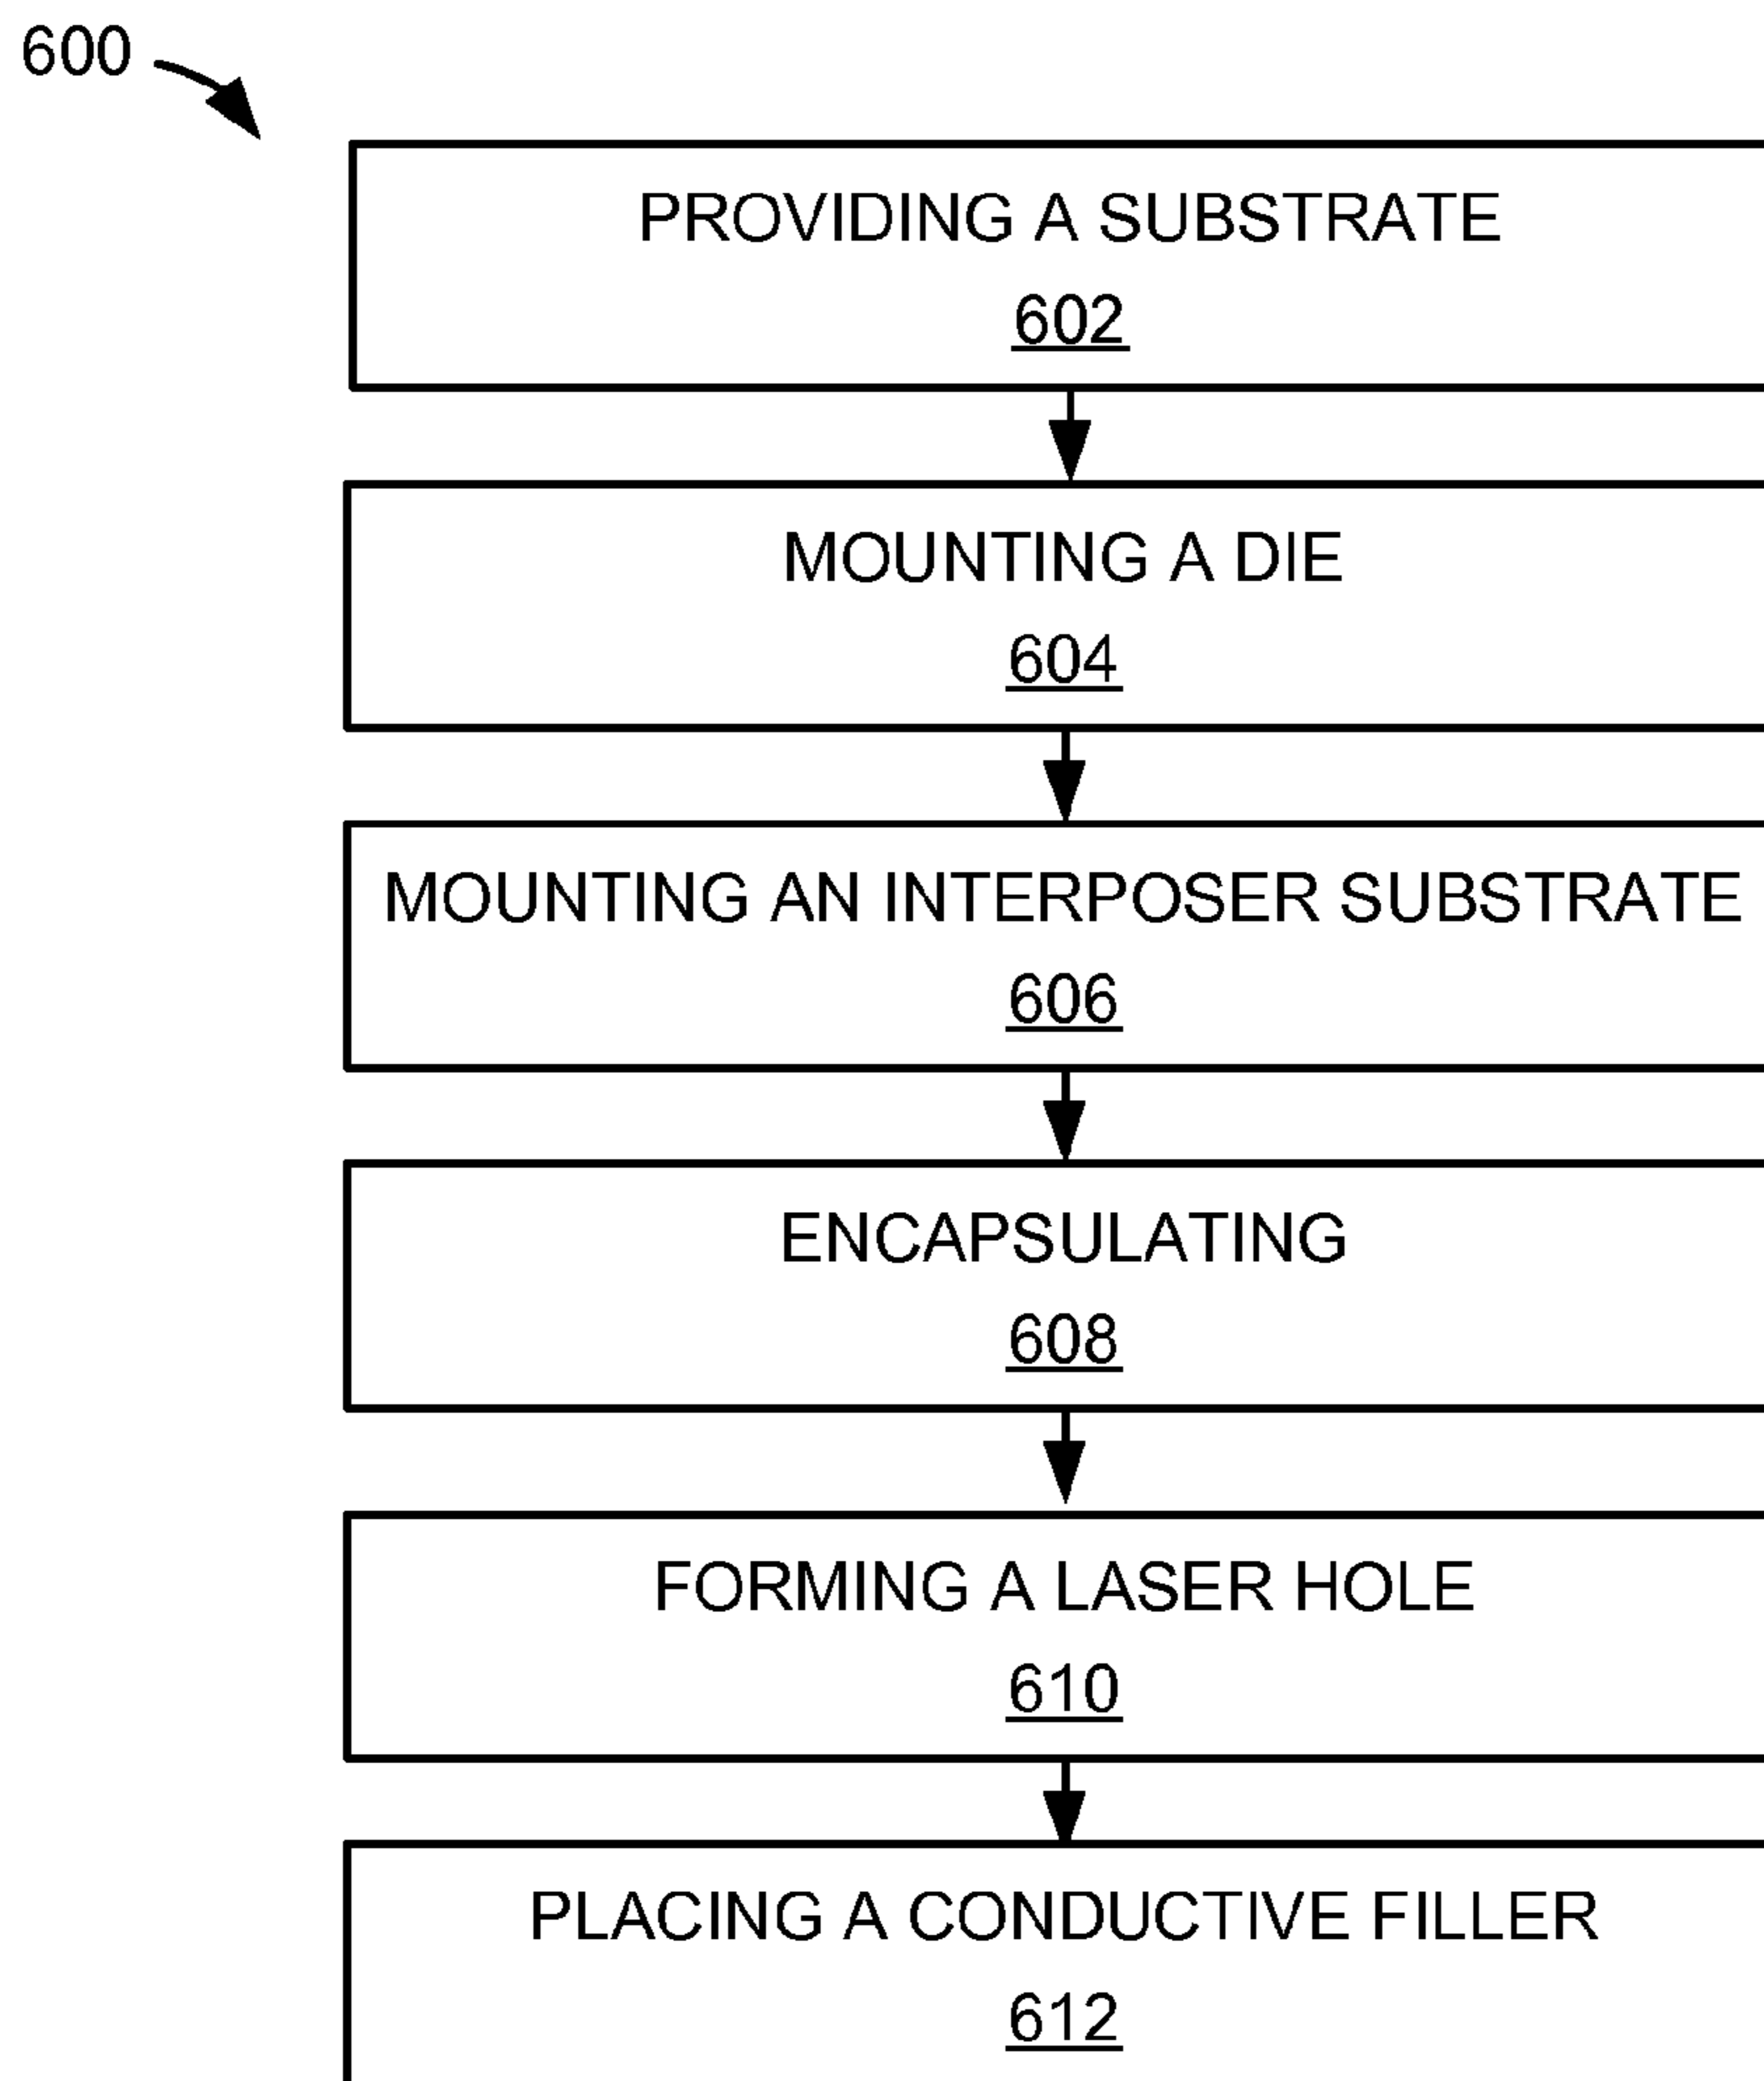 600
PROVIDING A SUBSTRATE
602
MOUNTING A DIE
604
MOUNTING AN INTERPOSER SUBSTRATE
606
ENCAPSULATING
608
FORMING A LASER HOLE
610
PLACING A CONDUCTIVE FILLER
612